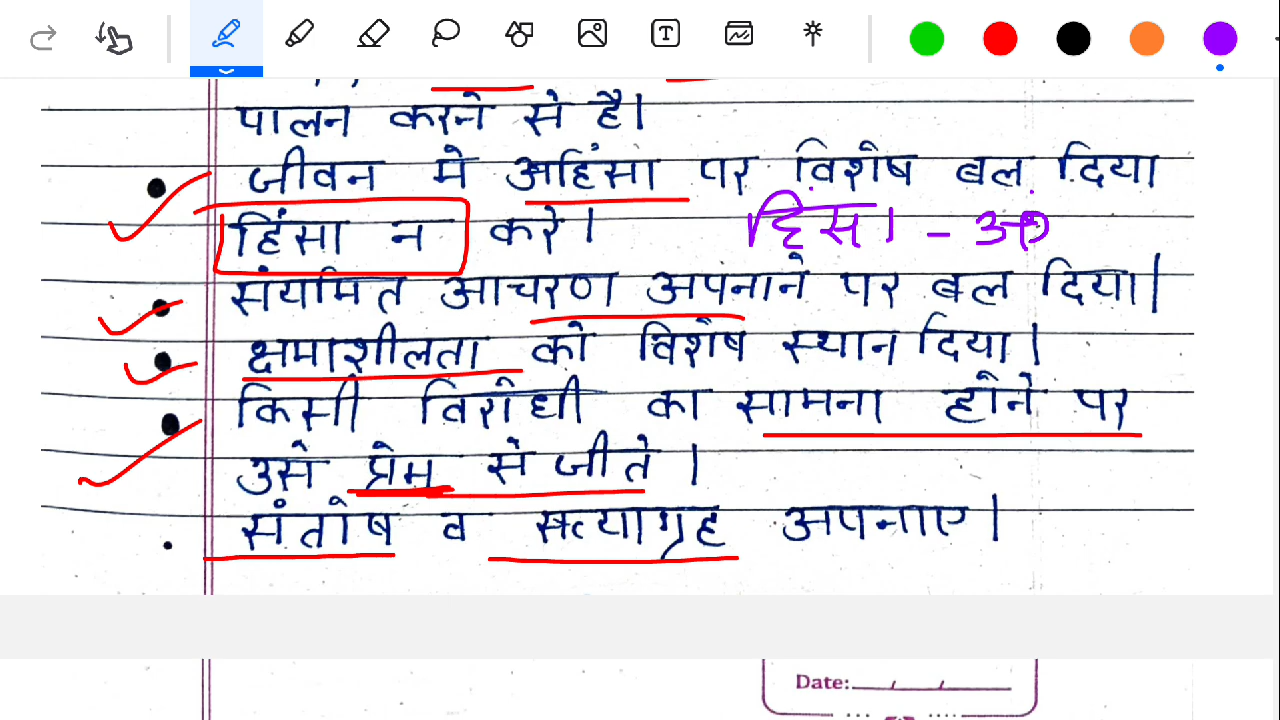 पालन करने से है।
जीवन मे अहिंसा पर विशेष बल दिया
हिंसा न करे।
हिंसा -
संयमित आचरण अपनाने पर बल दिया।
क्षमाशीलता को विशेष स्थान दिया।
किसी विरोधी का सामना होने पर
उसे प्रेम से जीते।
संतोष व सत्याग्रह अपनाए।
Date: